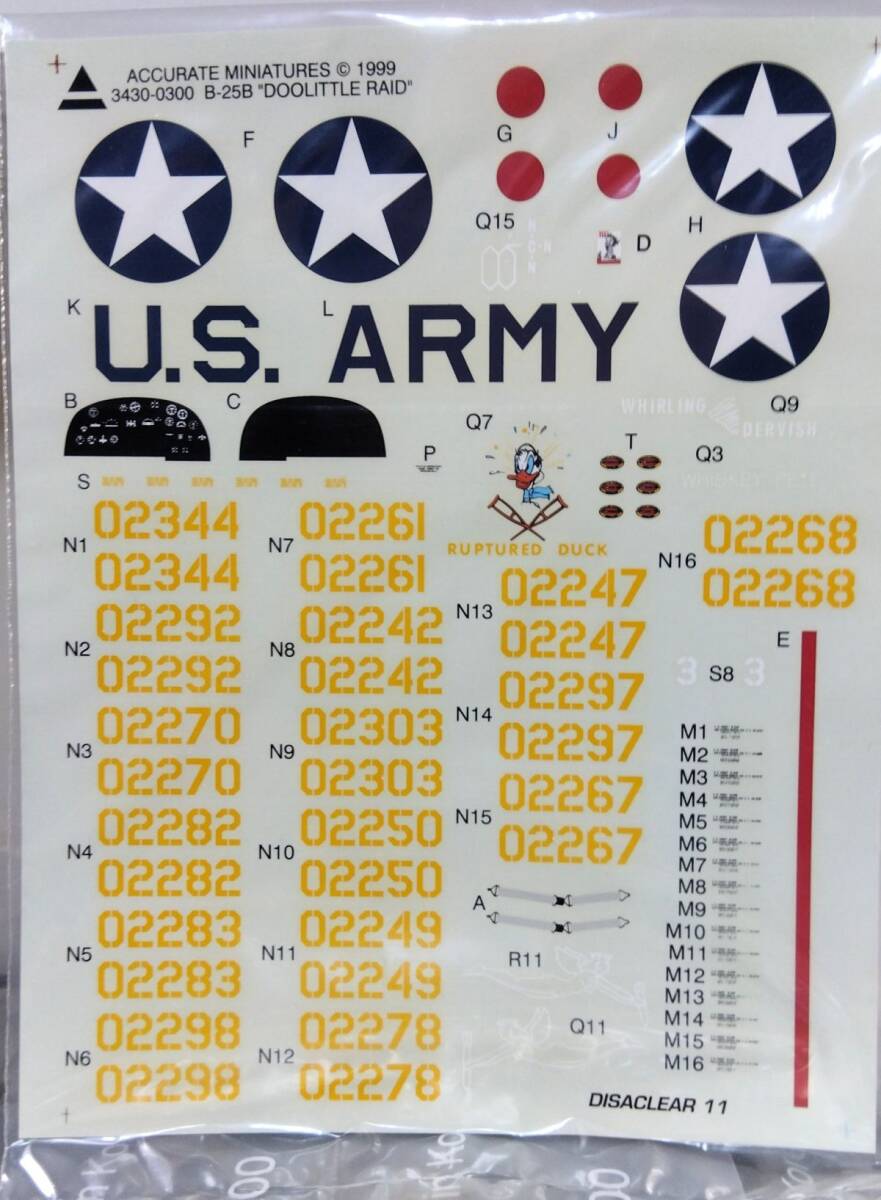 ACCURATE MINIATURES © 1999
3430-0300 B-25B "DOOLITTLE RAID"
F
G
J
Q15
D
H
K
L
U.S. ARMY
B
C
Q7
P
T
WHIRLING
DERVISH
Q9
Q3
S
RUPTURED DUCK
N1
02344
02344
N2
02292
02292
N3
02270
02270
N4
02282
02282
N5
02283
02283
N6
02298
02298
N7
02261
02261
N8
02242
02242
N9
02303
02303
N10
02250
02250
N11
02249
02249
N12
02278
02278
N13
02247
02247
N14
02297
02297
N15
02267
02267
N16
02268
02268
E
3 S8 3
M1
M2
M3
M4
M5
M6
M7
M8
M9
M10
M11
M12
M13
M14
M15
M16
A
R11
Q11
DISACLEAR 11